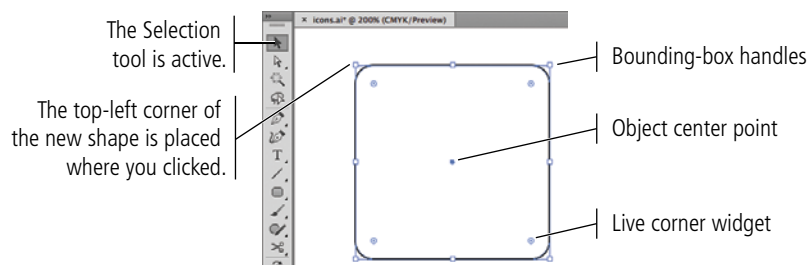 × icons.ai* @ 200% (CMYK/Preview)
The Selection
tool is active.
The top-left corner of
the new shape is placed
where you clicked.
Bounding-box handles
Object center point
Live corner widget